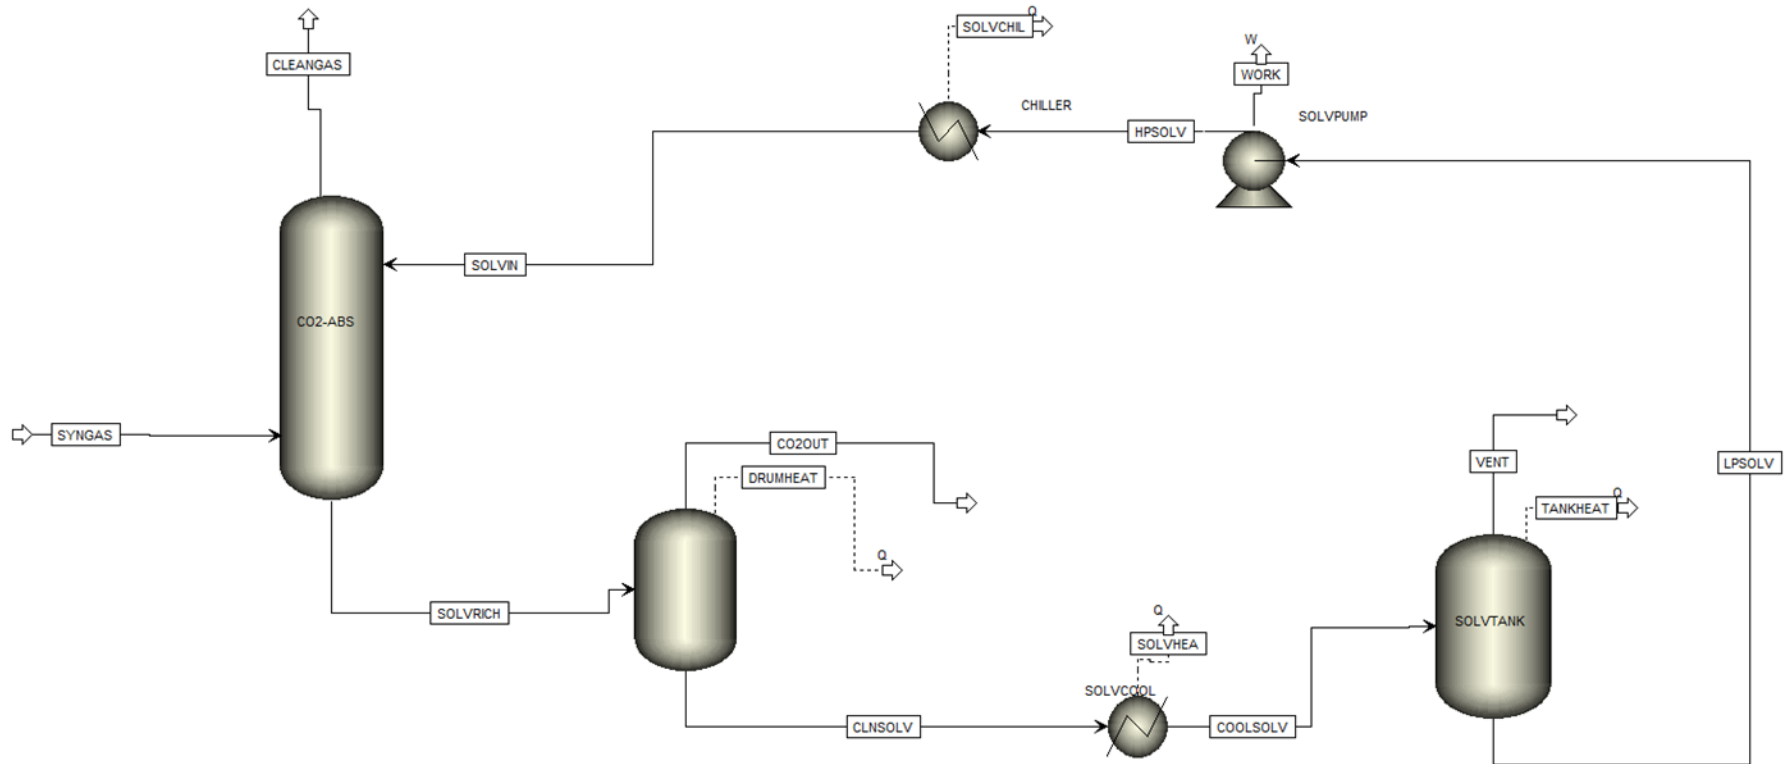 Q
SOLVCHIL
W
CLEANGAS
WORK
CHILLER
SOLVPUMP
HPSOLV
SOLVIN
CO2-ABS
SYNGAS
CO2OUT
VENT
LPSOLV
DRUMHEAT
Q
TANKHEAT
Q
SOLVRICH
Q
SOLVTANK
SOLVHEA
SOLVCOOL
CLNSOLV
COOLSOLV